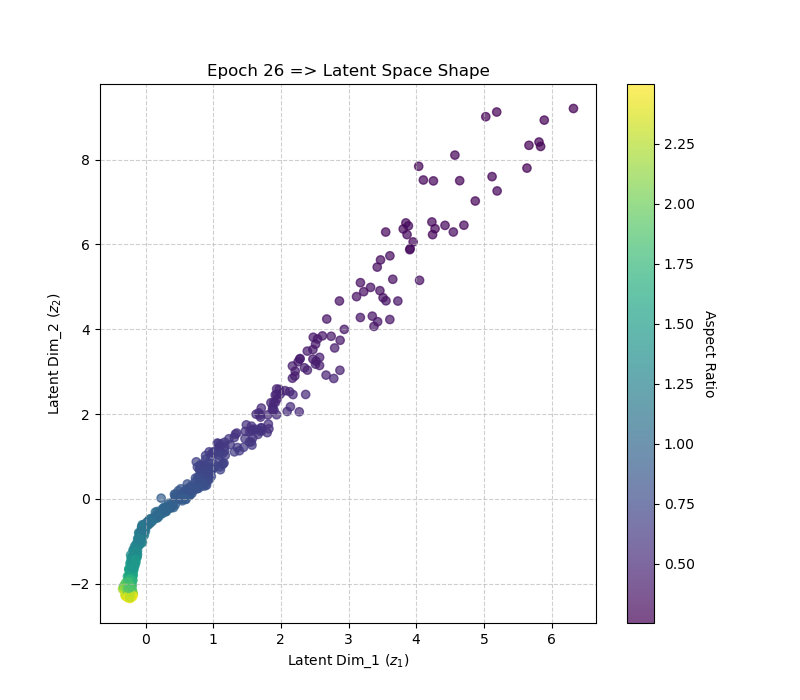 Epoch 26 => Latent Space Shape
Latent Dim_2 (z₂)
8
6
4
2
0
−2
0 1 2 3 4 5 6
Latent Dim_1 (z₁)
2.25
2.00
1.75
1.50
1.25
1.00
0.75
0.50
Aspect Ratio